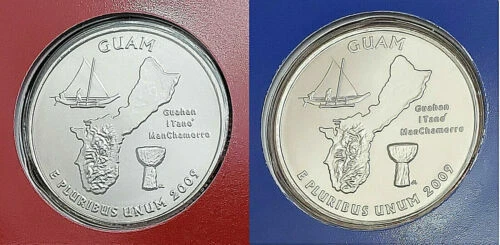 GUAM
Guahan
I Tano'
ManChamorro
E PLURIBUS UNUM 2009
GUAM
Guahan
I Tano'
ManChamorro
E PLURIBUS UNUM 2009